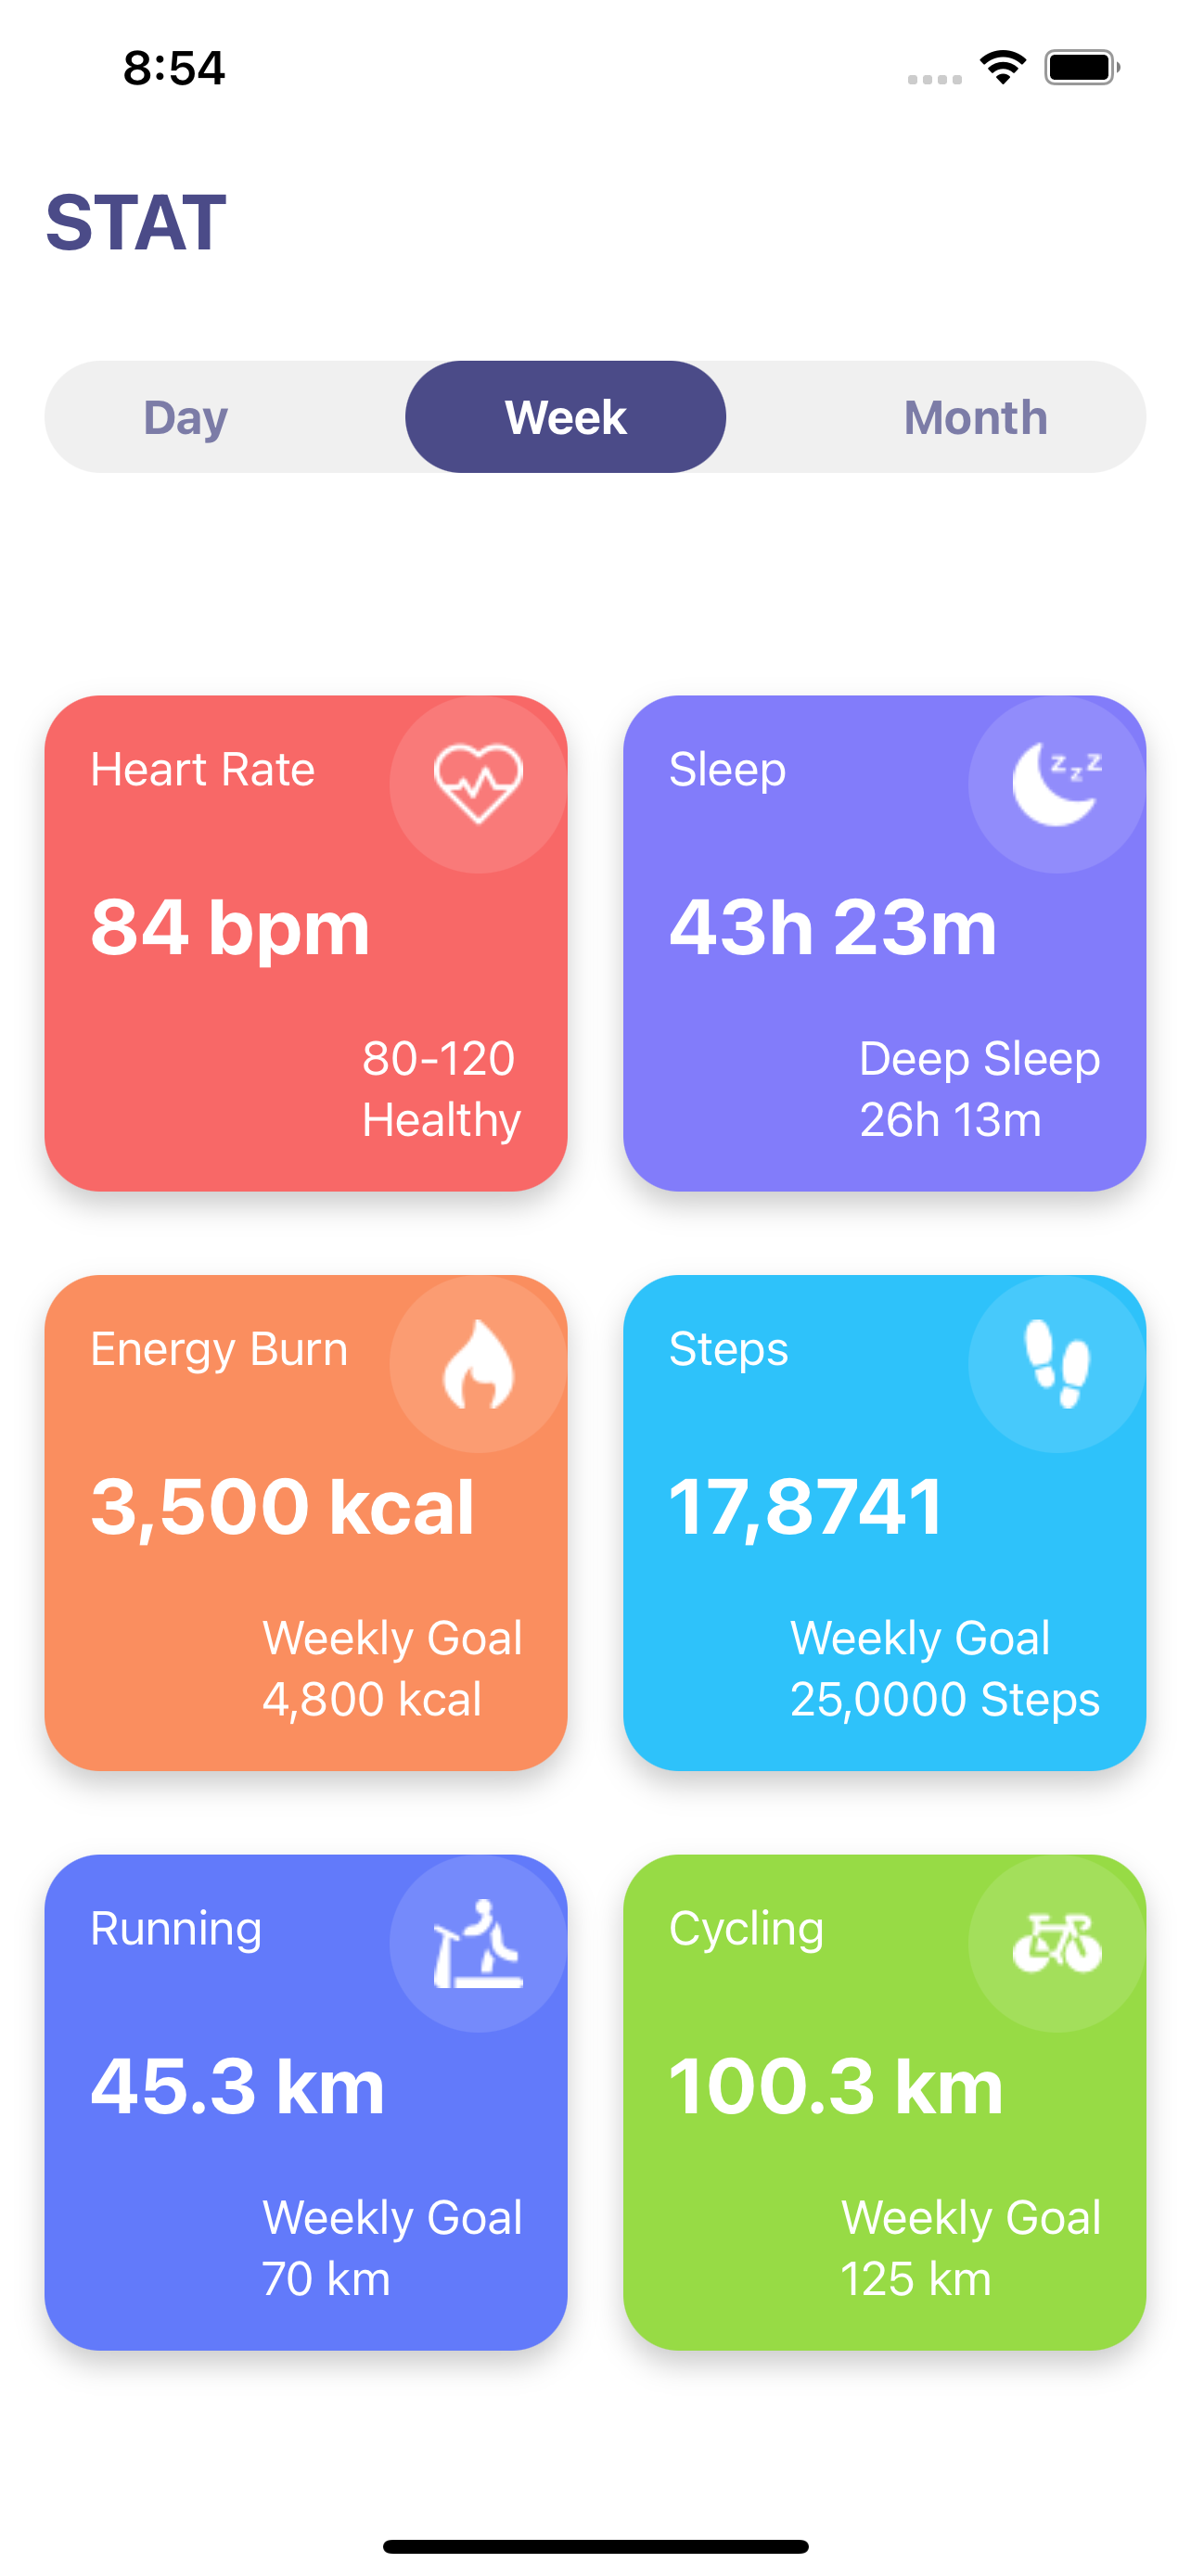 8:54
STAT
Day Week Month
Heart Rate
84 bpm
80-120
Healthy
Sleep
z z z
43h 23m
Deep Sleep
26h 13m
Energy Burn
3,500 kcal
Weekly Goal
4,800 kcal
Steps
17,8741
Weekly Goal
25,0000 Steps
Running
45.3 km
Weekly Goal
70 km
Cycling
100.3 km
Weekly Goal
125 km